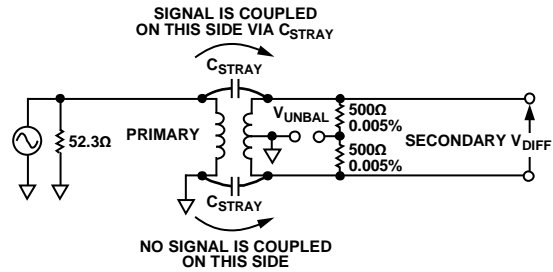 SIGNAL IS COUPLED
ON THIS SIDE VIA CSTRAY
CSTRAY
VUNBAL
500Ω
0.005%
52.3Ω
PRIMARY
SECONDARY VDIFF
500Ω
0.005%
CSTRAY
NO SIGNAL IS COUPLED
ON THIS SIDE